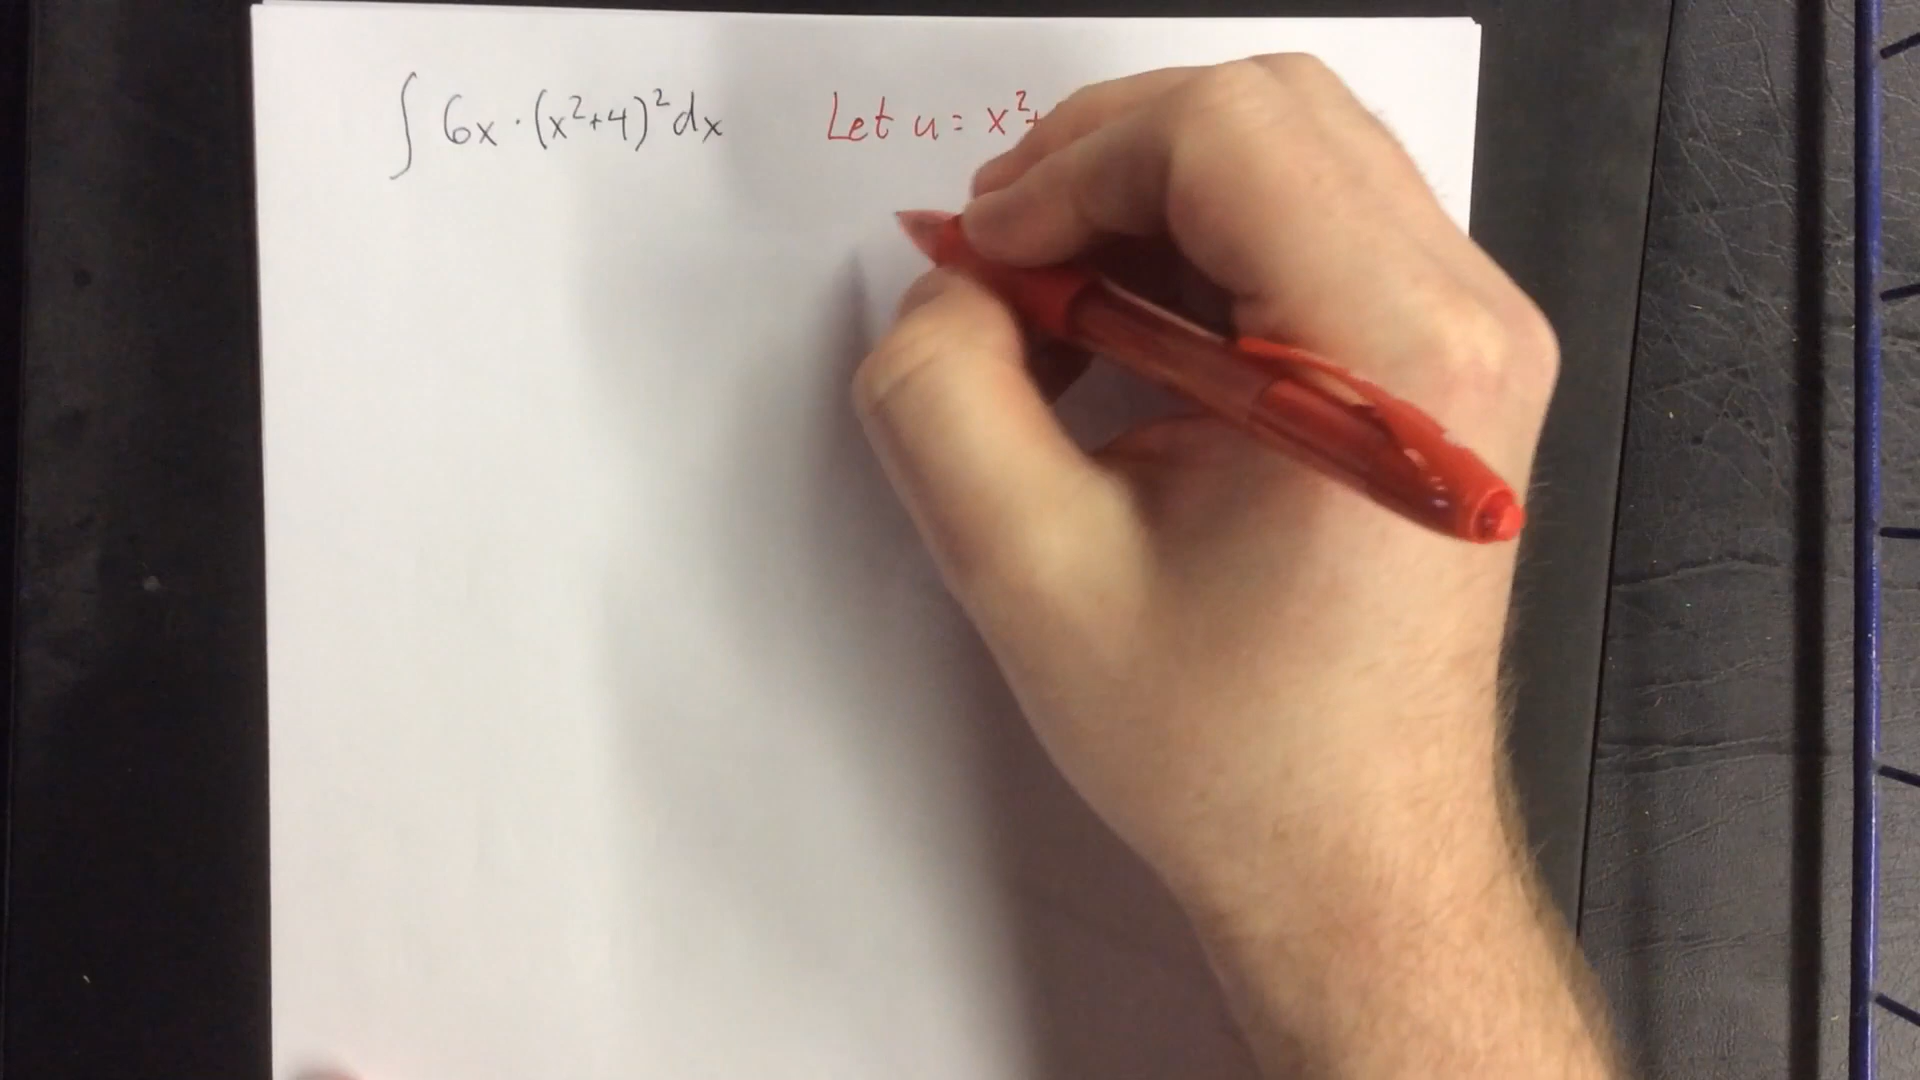 ∫ 6x · (x²+4)² dx Let u = x²+